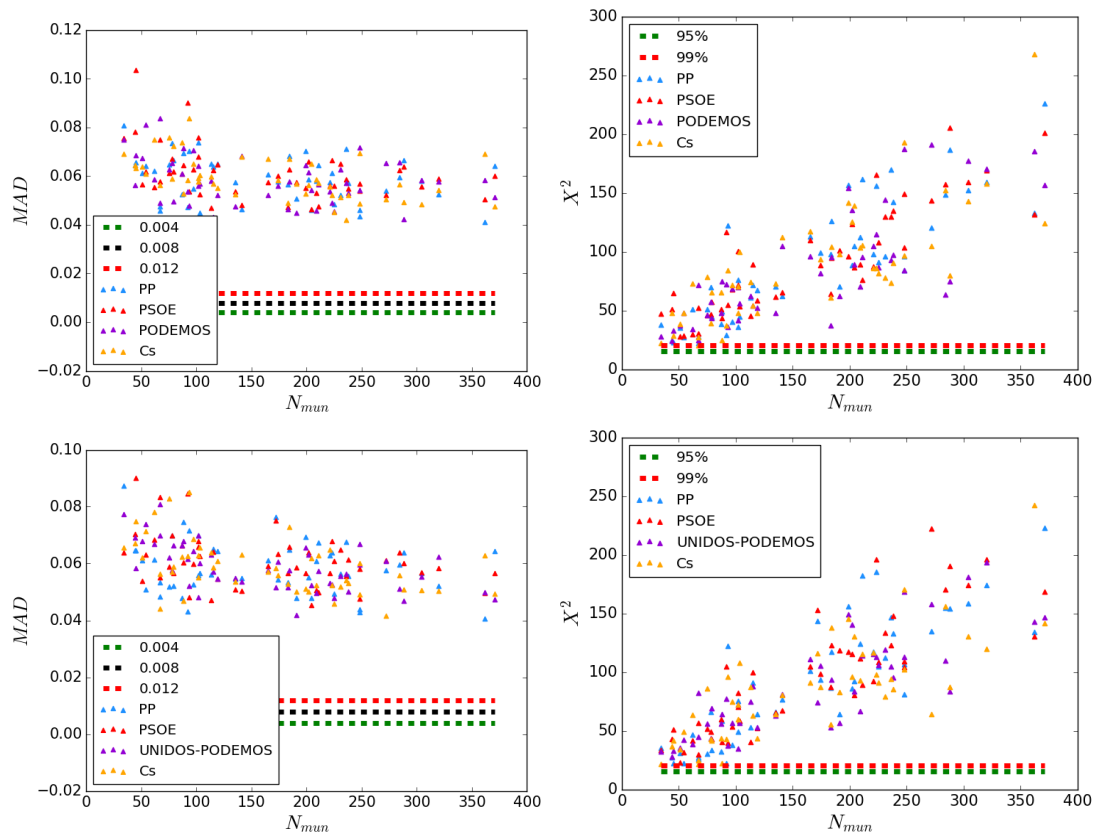 0.12
0.10
0.08
0.06
0.04
0.02
0.00
−0.02
MAD
0.004
0.008
0.012
PP
PSOE
PODEMOS
Cs
0 50 100 150 200 250 300 350 400
N_mun
300
250
200
150
100
50
0
X^2
95%
99%
PP
PSOE
PODEMOS
Cs
0 50 100 150 200 250 300 350 400
N_mun
0.10
0.08
0.06
0.04
0.02
0.00
−0.02
MAD
0.004
0.008
0.012
PP
PSOE
UNIDOS-PODEMOS
Cs
0 50 100 150 200 250 300 350 400
N_mun
300
250
200
150
100
50
0
X^2
95%
99%
PP
PSOE
UNIDOS-PODEMOS
Cs
0 50 100 150 200 250 300 350 400
N_mun